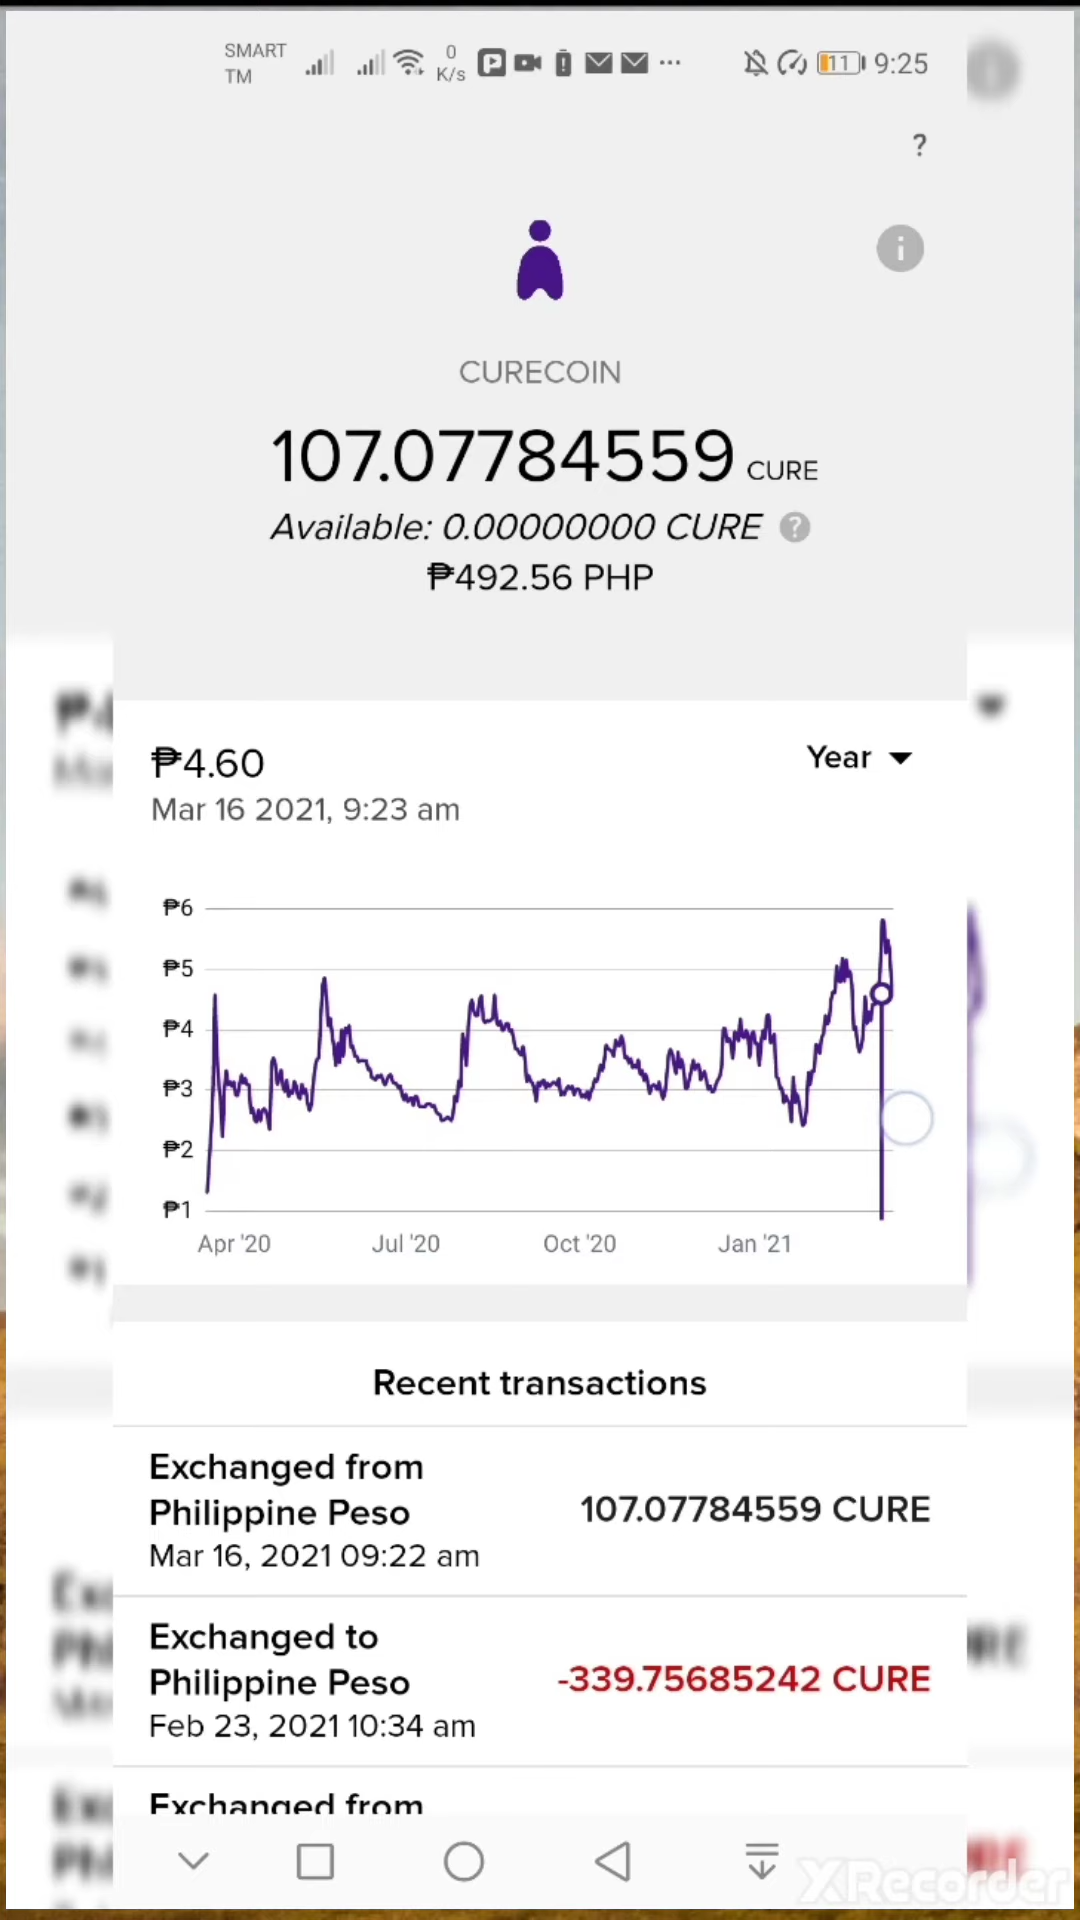 SMART
TM
0
K/s
P
11
9:25
?
i
CURECOIN
107.07784559 CURE
Available: 0.00000000 CURE ?
₱492.56 PHP
₱4.60
Year
Mar 16 2021, 9:23 am
₱6
₱5
₱4
₱3
₱2
₱1
Apr '20 Jul '20 Oct '20 Jan '21
Recent transactions
Exchanged from
Philippine Peso
107.07784559 CURE
Mar 16, 2021 09:22 am
Exchanged to
Philippine Peso
-339.75685242 CURE
Feb 23, 2021 10:34 am
Exchanged from
XRecorder